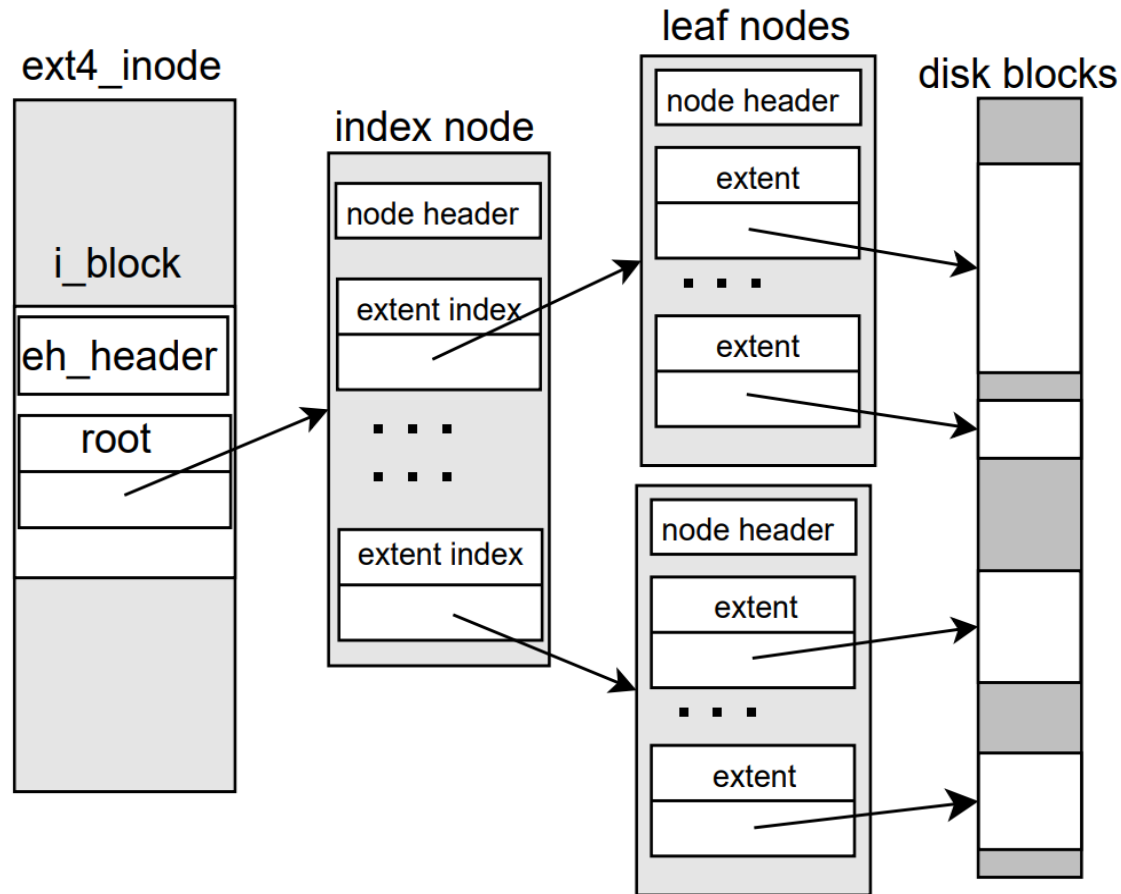 ext4_inode
i_block
eh_header
root
index node
node header
extent index
extent index
leaf nodes
node header
extent
extent
node header
extent
extent
disk blocks